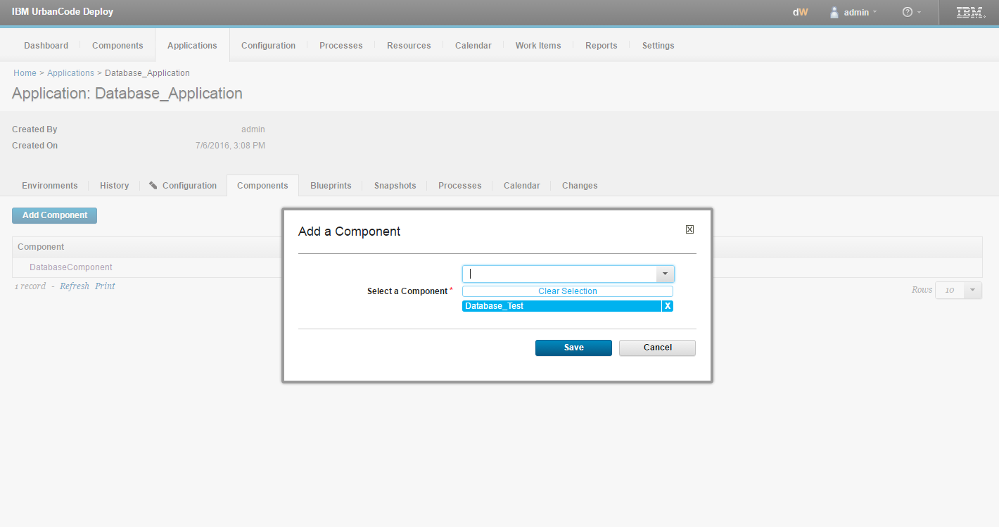 IBM UrbanCode Deploy dW admin ? IBM
Dashboard Components Applications Configuration Processes Resources Calendar Work Items Reports Settings
Home > Applications > Database_Application
Application: Database_Application
Created By admin
Created On 7/6/2016, 3:08 PM
Environments History Configuration Components Blueprints Snapshots Processes Calendar Changes
Add Component
Component
DatabaseComponent
1 record - Refresh Print
Rows 10
Add a Component X
Select a Component *
Clear Selection
Database_Test X
Save Cancel